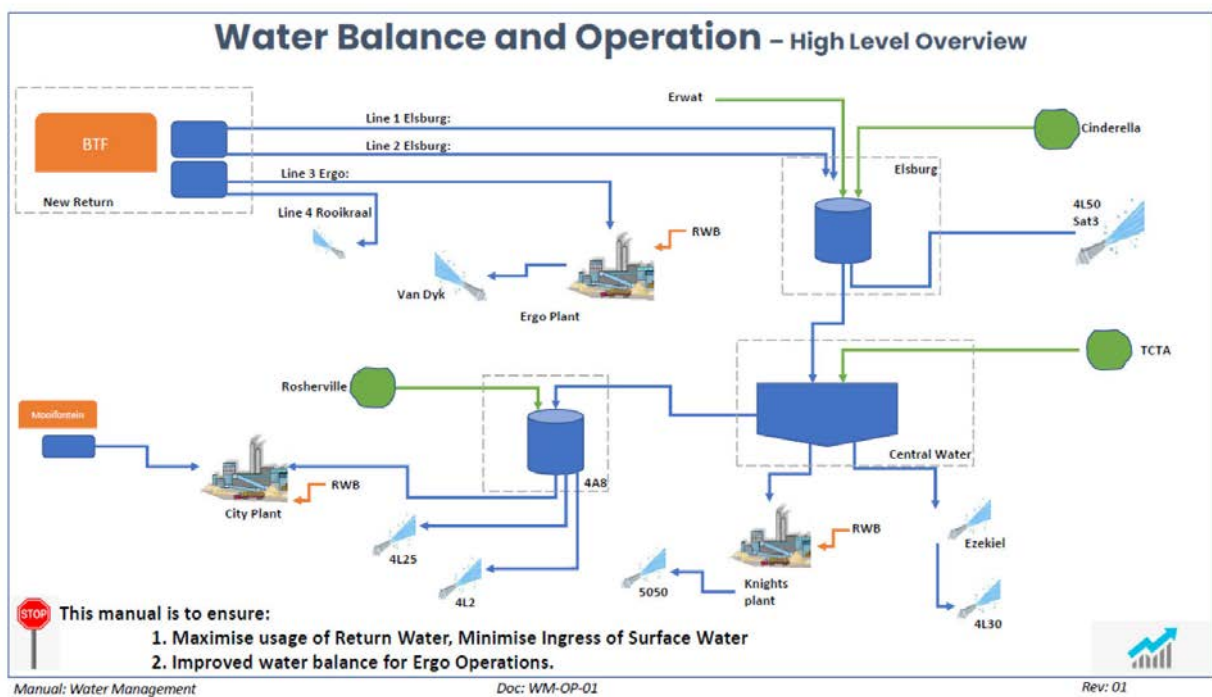 Water Balance and Operation – High Level Overview
Erwat
Line 1 Elsburg:
Cinderella
BTF
Line 2 Elsburg:
Elsburg
Line 3 Ergo:
New Return
Line 4 Rooikraal
4L50
Sat3
RWB
Van Dyk
Ergo Plant
TCTA
Rosherville
Mooifontein
Central Water
4A8
RWB
City Plant
RWB
4L25
Ezekiel
4L2
5050
Knights
plant
4L30
STOP
This manual is to ensure:
1. Maximise usage of Return Water, Minimise Ingress of Surface Water
2. Improved water balance for Ergo Operations.
Manual: Water Management
Doc: WM-OP-01
Rev: 01